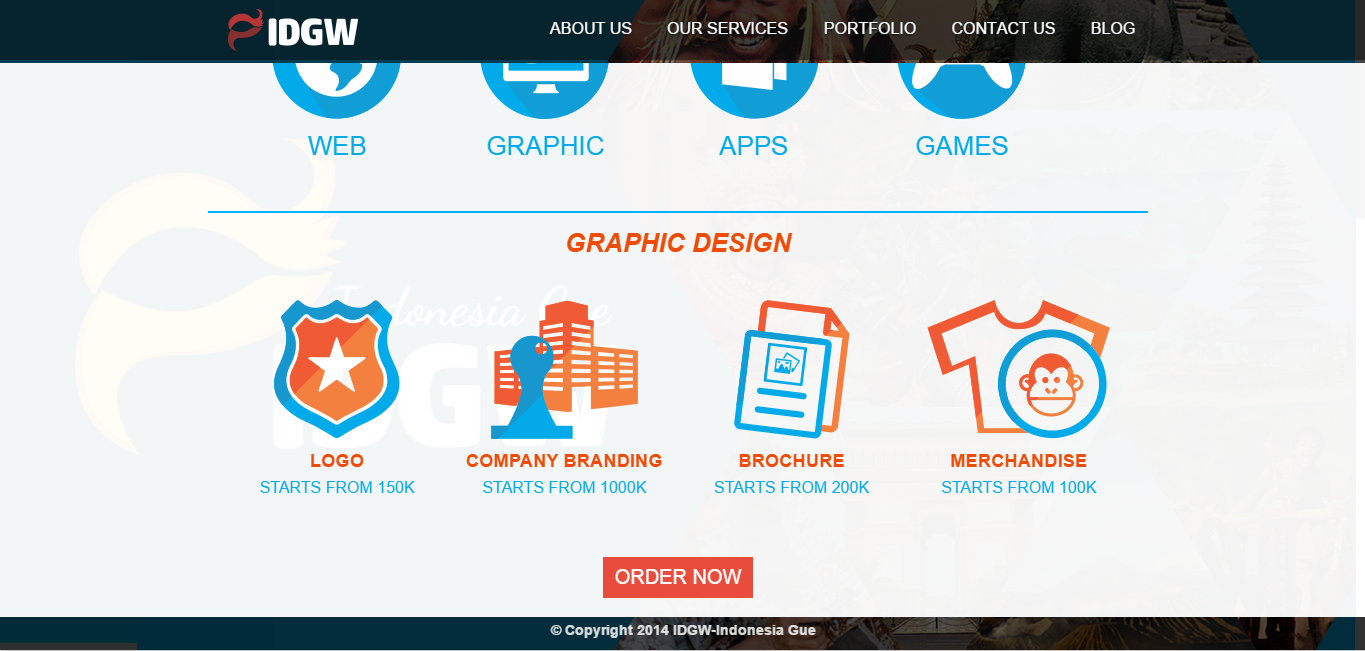 IDGW
ABOUT US
OUR SERVICES
PORTFOLIO
CONTACT US
BLOG
WEB
GRAPHIC
APPS
GAMES
GRAPHIC DESIGN
Indonesia Gue
IDGW
LOGO
COMPANY BRANDING
BROCHURE
MERCHANDISE
STARTS FROM 150K
STARTS FROM 1000K
STARTS FROM 200K
STARTS FROM 100K
ORDER NOW
© Copyright 2014 IDGW-Indonesia Gue